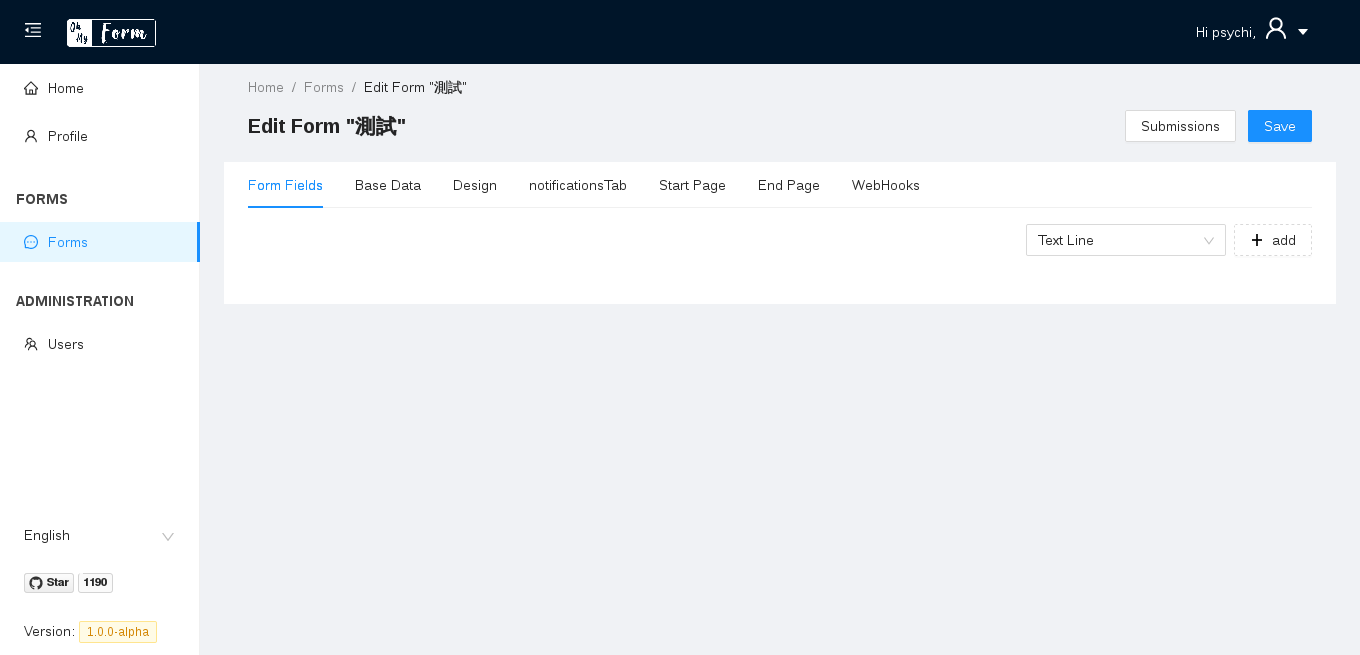 Oh My Form
Hi psychi,
Home
Profile
FORMS
Forms
ADMINISTRATION
Users
English
Star 1190
Version: 1.0.0-alpha
Home / Forms / Edit Form "測試"
Edit Form "測試"
Submissions Save
Form Fields Base Data Design notificationsTab Start Page End Page WebHooks
Text Line + add